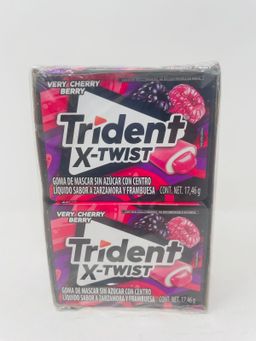 VERY CHERRY
BERRY
Trident
X-TWIST
GOMA DE MASCAR SIN AZÚCAR CON CENTRO
LÍQUIDO SABOR A ZARZAMORA Y FRAMBUESA
CONT. NET. 17,46 g
VERY CHERRY
BERRY
Trident
X-TWIST
GOMA DE MASCAR SIN AZÚCAR CON CENTRO
LÍQUIDO SABOR A ZARZAMORA Y FRAMBUESA
CONT. NET. 17,46 g